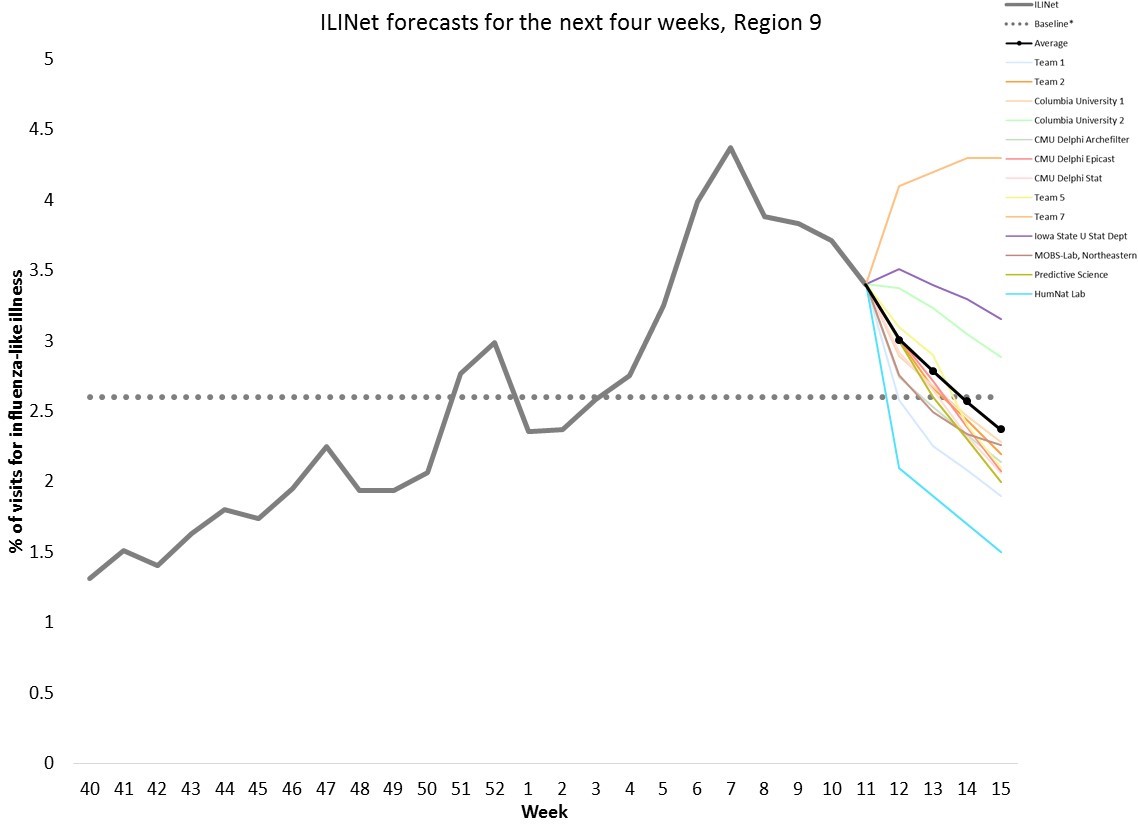 ILINet forecasts for the next four weeks, Region 9
ILINet
Baseline*
Average
Team 1
Team 2
Columbia University 1
Columbia University 2
CMU Delphi Archefilter
CMU Delphi Epicast
CMU Delphi Stat
Team 5
Team 7
Iowa State U Stat Dept
MOBS-Lab, Northeastern
Predictive Science
HumNat Lab
% of visits for influenza-like illness
5
4.5
4
3.5
3
2.5
2
1.5
1
0.5
0
40 41 42 43 44 45 46 47 48 49 50 51 52 1 2 3 4 5 6 7 8 9 10 11 12 13 14 15
Week